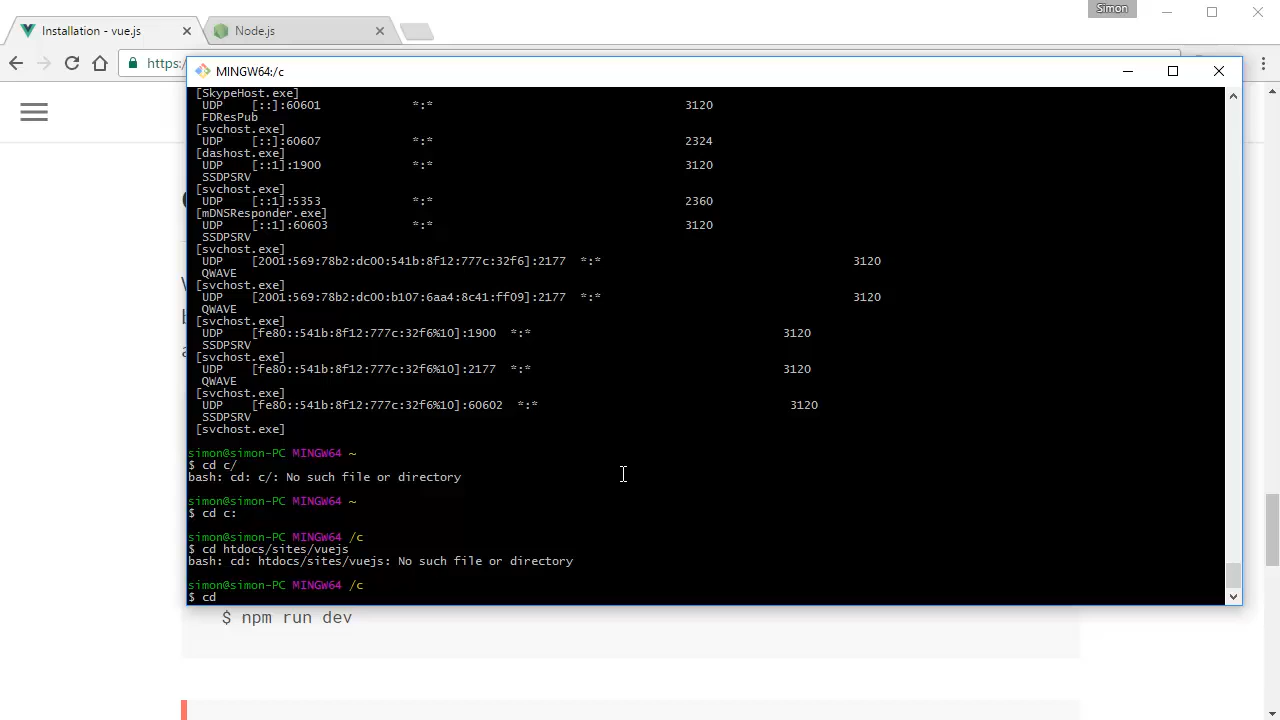 Simon
Installation - vue.js
Node.js
https:
MINGW64:/c
[SkypeHost.exe]
UDP [::]:60601 *:* 3120
FDResPub
[svchost.exe]
UDP [::]:60607 *:* 2324
[dashost.exe]
UDP [::1]:1900 *:* 3120
SSDPSRV
[svchost.exe]
UDP [::1]:5353 *:* 2360
[mDNSResponder.exe]
UDP [::1]:60603 *:* 3120
SSDPSRV
[svchost.exe]
UDP [2001:569:78b2:dc00:541b:8f12:777c:32f6]:2177 *:* 3120
QWAVE
[svchost.exe]
UDP [2001:569:78b2:dc00:b107:6aa4:8c41:ff09]:2177 *:* 3120
QWAVE
[svchost.exe]
UDP [fe80::541b:8f12:777c:32f6%10]:1900 *:* 3120
SSDPSRV
[svchost.exe]
UDP [fe80::541b:8f12:777c:32f6%10]:2177 *:* 3120
QWAVE
[svchost.exe]
UDP [fe80::541b:8f12:777c:32f6%10]:60602 *:* 3120
SSDPSRV
[svchost.exe]
simon@simon-PC MINGW64 ~
$ cd c/
bash: cd: c/: No such file or directory
simon@simon-PC MINGW64 ~
$ cd c:
simon@simon-PC MINGW64 /c
$ cd htdocs/sites/vuejs
bash: cd: htdocs/sites/vuejs: No such file or directory
simon@simon-PC MINGW64 /c
$ cd
$ npm run dev